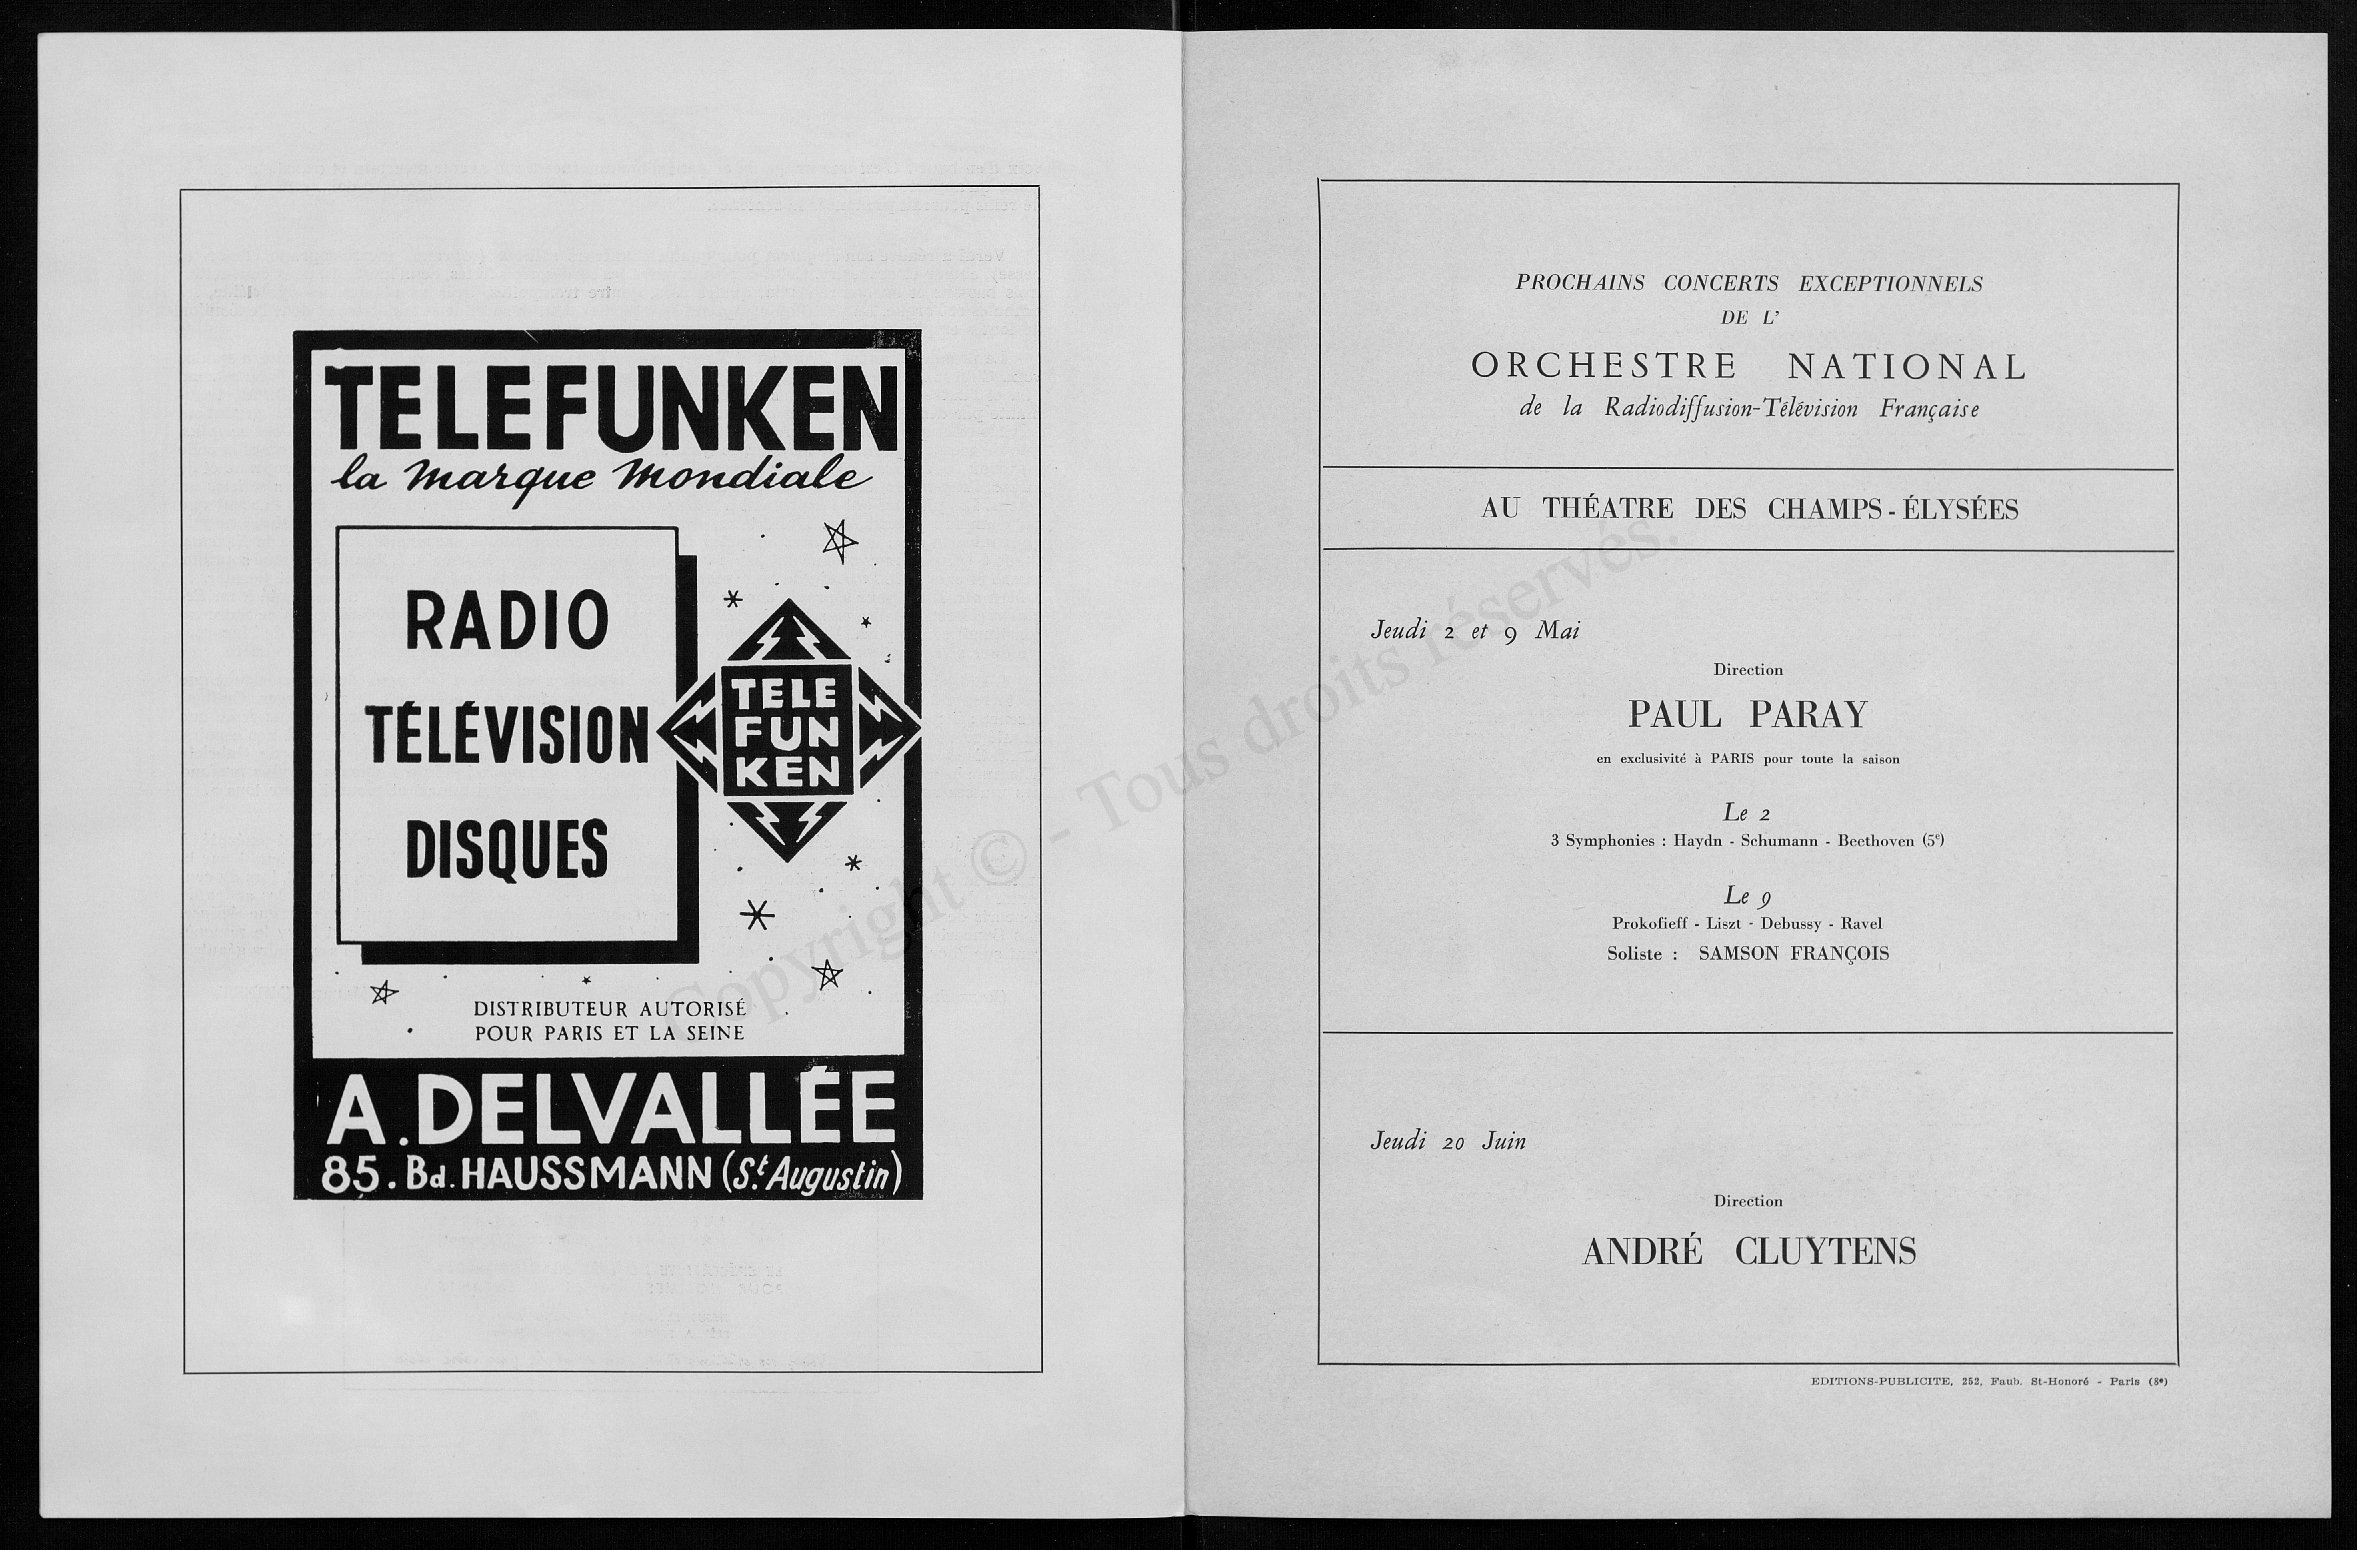 TELEFUNKEN
la marque mondiale
RADIO
TÉLÉVISION
DISQUES
TELE
FUN
KEN
DISTRIBUTEUR AUTORISÉ
POUR PARIS ET LA SEINE
A. DELVALLÉE
85. Bd. HAUSSMANN (St. Augustin)
PROCHAINS CONCERTS EXCEPTIONNELS
DE L'
ORCHESTRE NATIONAL
de la Radiodiffusion-Télévision Française
AU THÉATRE DES CHAMPS-ÉLYSÉES
Jeudi 2 et 9 Mai
Direction
PAUL PARAY
en exclusivité à PARIS pour toute la saison
Le 2
3 Symphonies : Haydn - Schumann - Beethoven (5e)
Le 9
Prokofieff - Liszt - Debussy - Ravel
Soliste : SAMSON FRANÇOIS
Jeudi 20 Juin
Direction
ANDRÉ CLUYTENS
EDITIONS-PUBLICITE, 252, Faub. St-Honoré - Paris (8e)
Copyright © - Tous droits réservés.